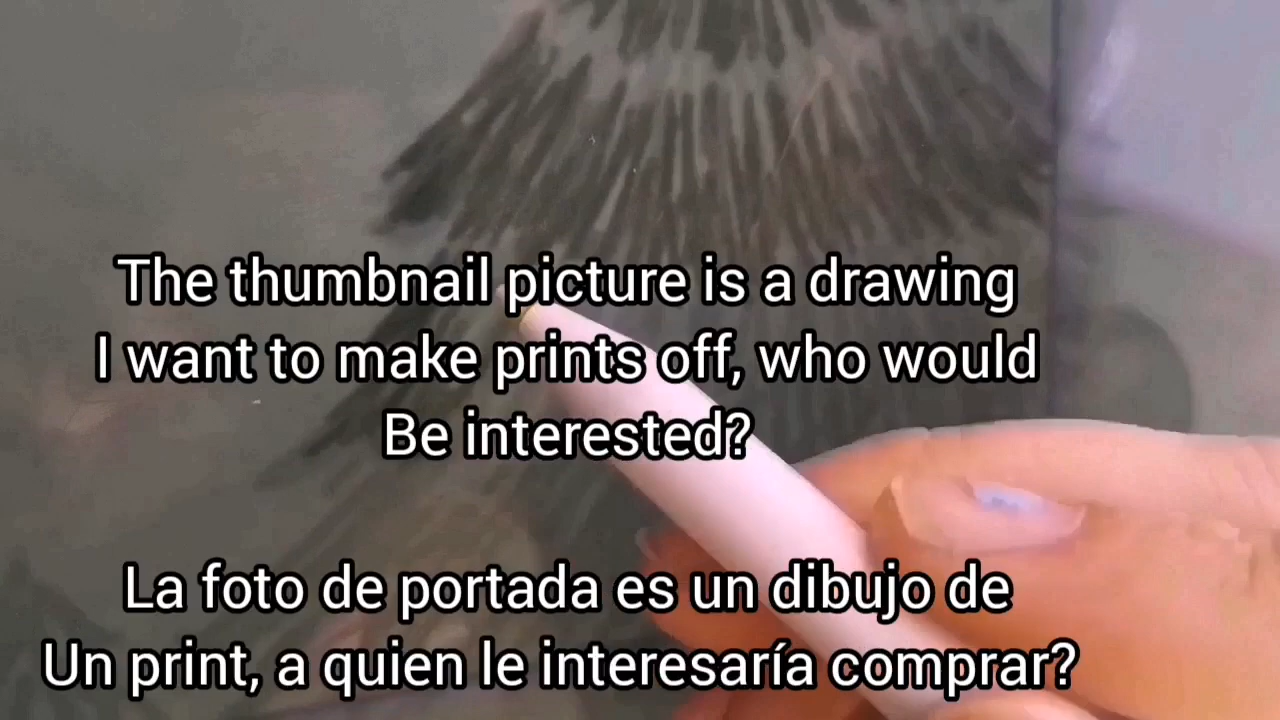 The thumbnail picture is a drawing
I want to make prints off, who would
Be interested?
La foto de portada es un dibujo de
Un print, a quien le interesaría comprar?